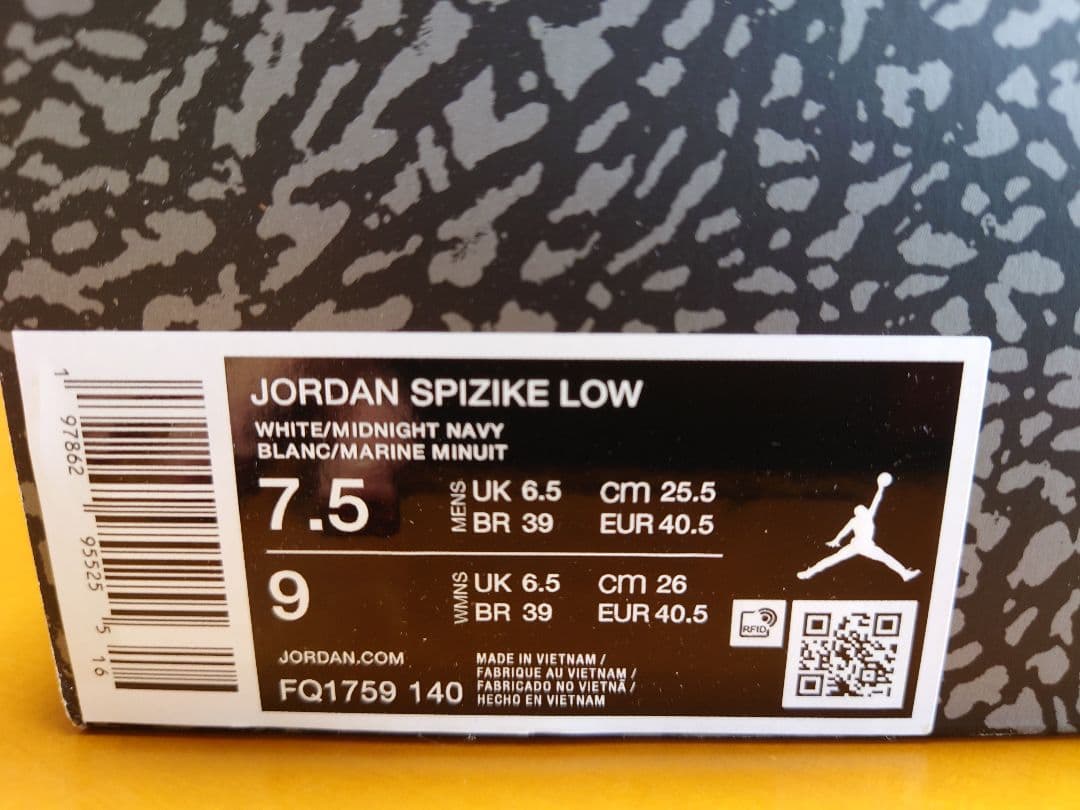 JORDAN SPIZIKE LOW
WHITE/MIDNIGHT NAVY
BLANC/MARINE MINUIT
7.5 MENS UK 6.5 cm 25.5
BR 39 EUR 40.5
9 WMNS UK 6.5 cm 26
BR 39 EUR 40.5
RFID
JORDAN.COM
FQ1759 140
MADE IN VIETNAM /
FABRIQUE AU VIETNAM /
FABRICADO NO VIETNÃ /
HECHO EN VIETNAM
1 97862 95525 5 16